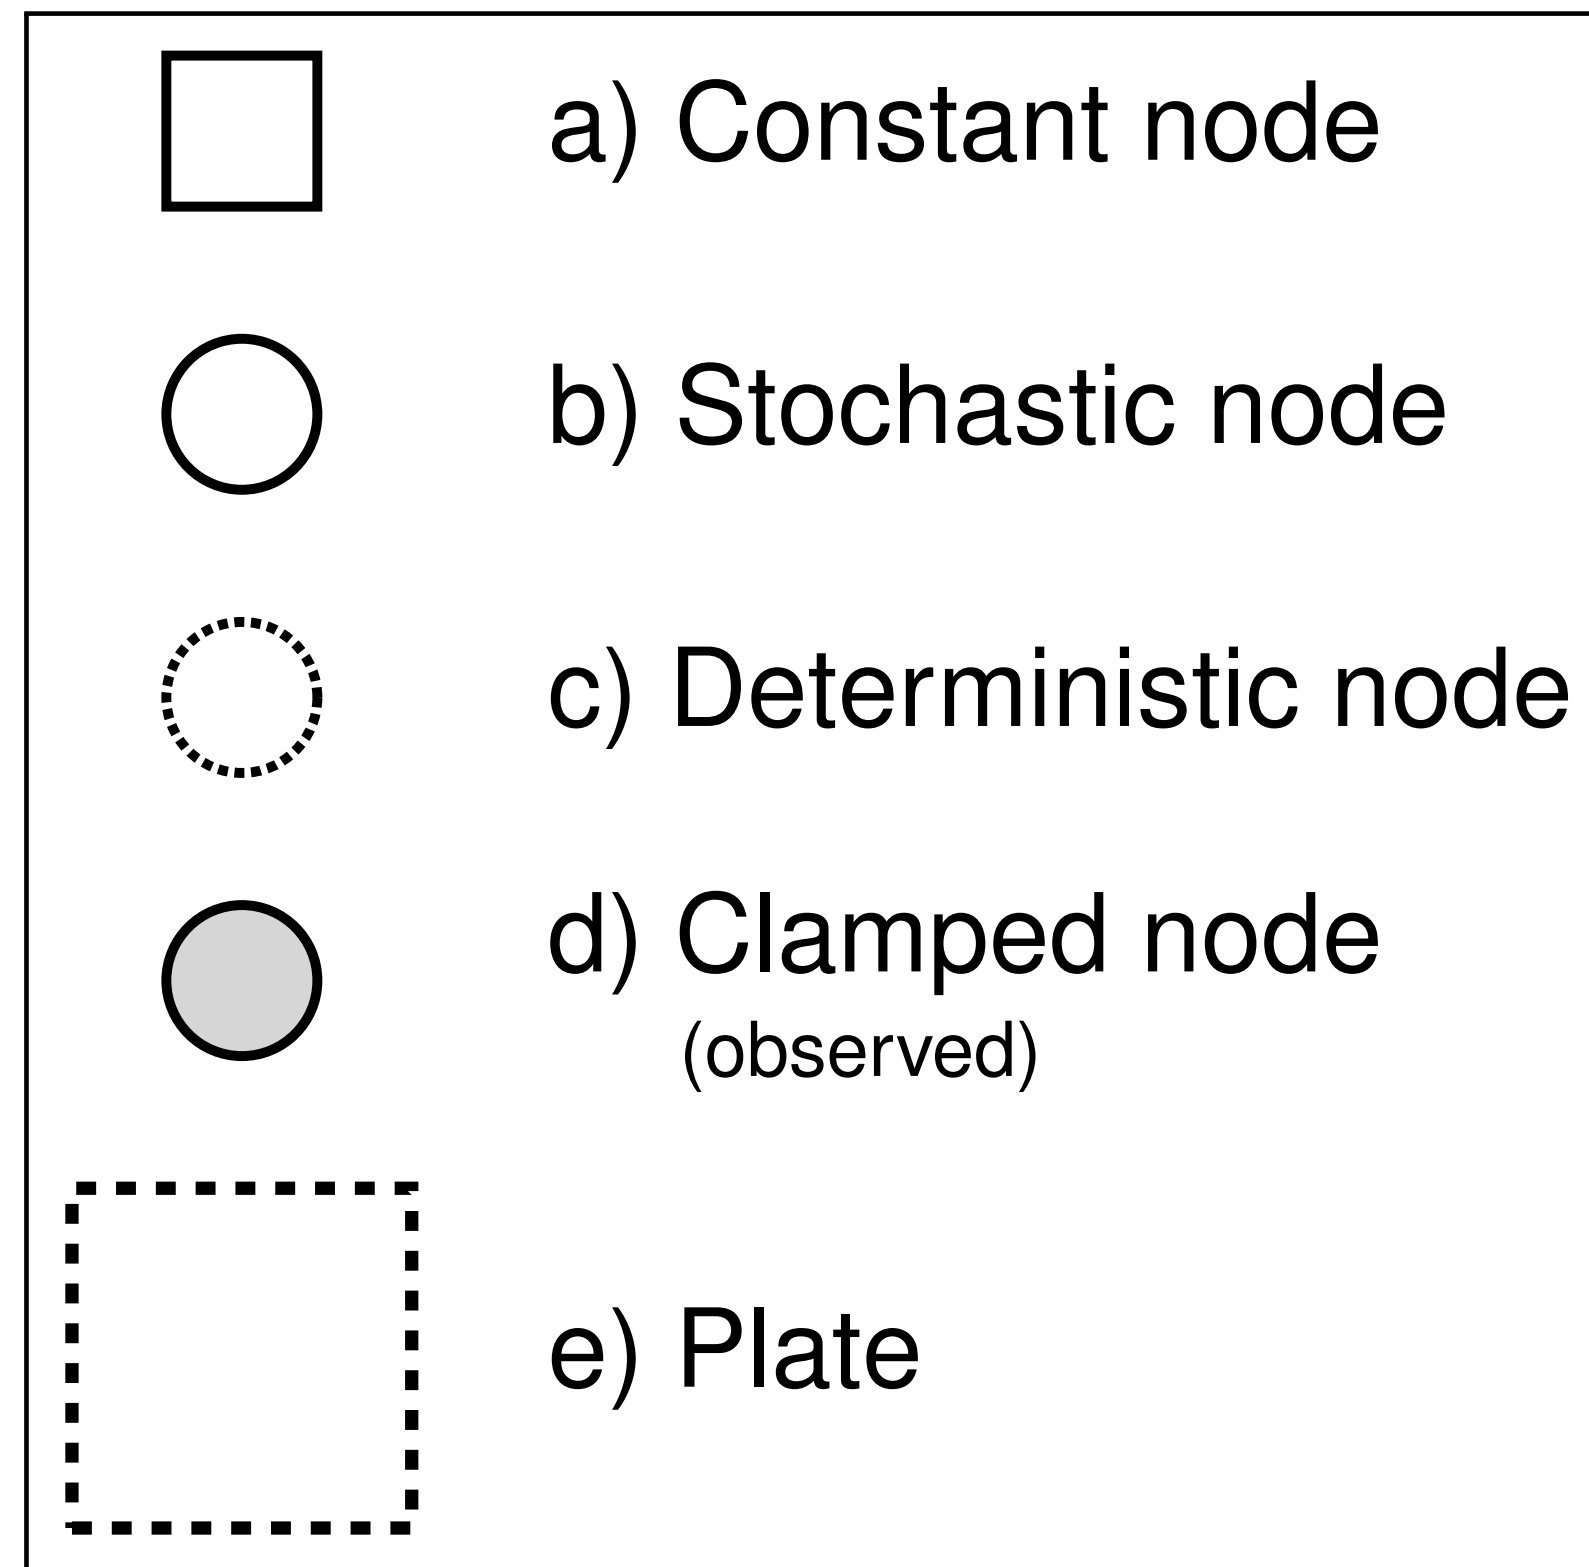 a) Constant node
b) Stochastic node
c) Deterministic node
d) Clamped node
(observed)
e) Plate